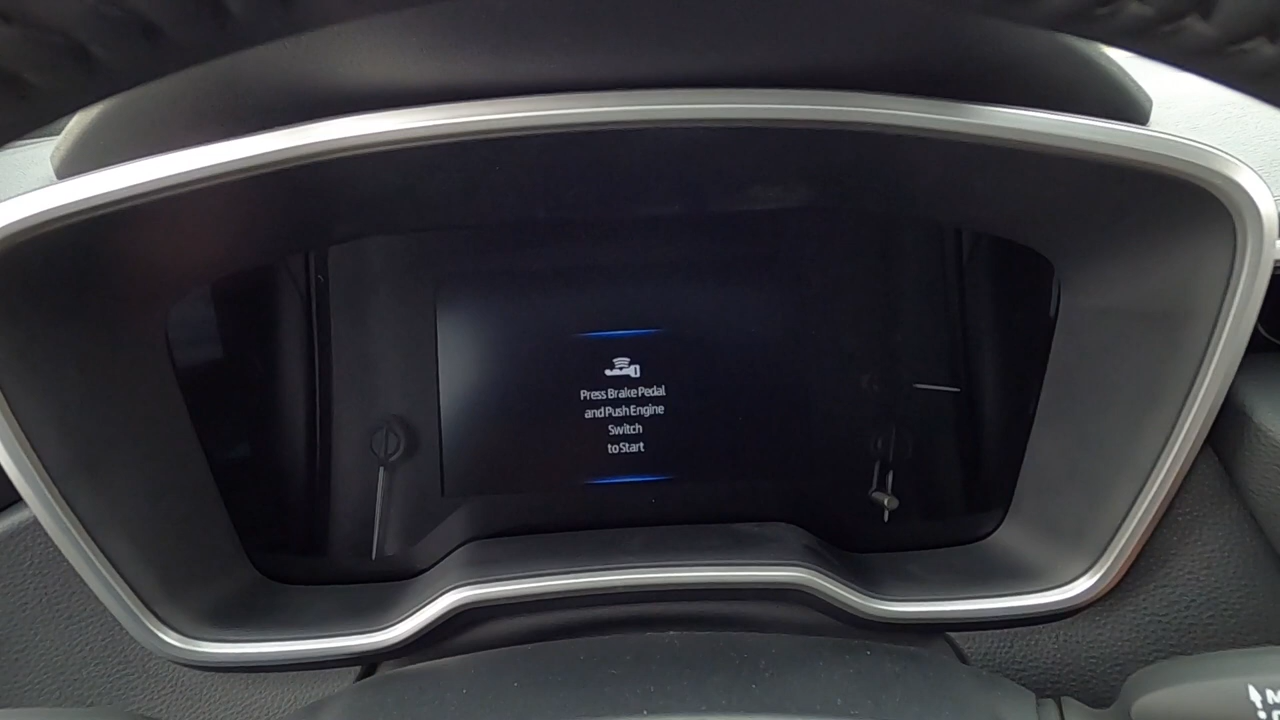 Press Brake Pedal
and Push Engine
Switch
to Start